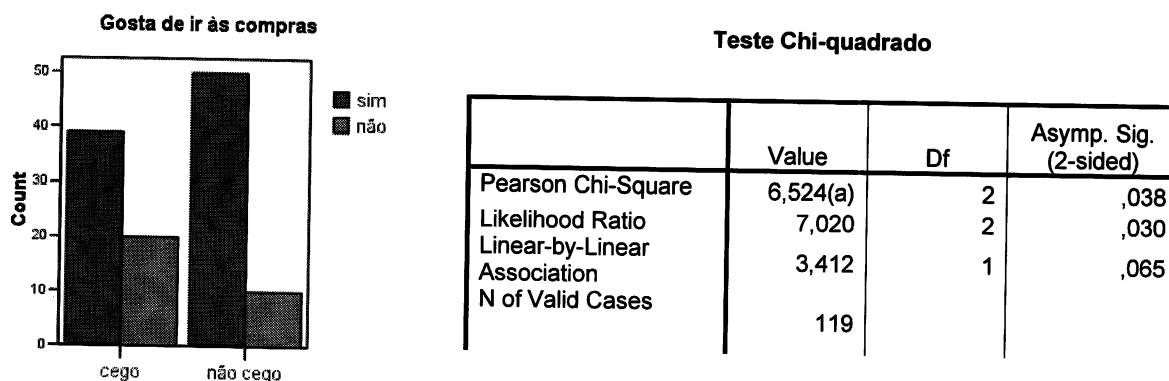 Gosta de ir às compras
50
40
30
20
10
0
Count
cego
não cego
sim
não
Teste Chi-quadrado
Value Df Asymp. Sig. (2-sided)
Pearson Chi-Square 6,524(a) 2 ,038
Likelihood Ratio 7,020 2 ,030
Linear-by-Linear Association 3,412 1 ,065
N of Valid Cases 119